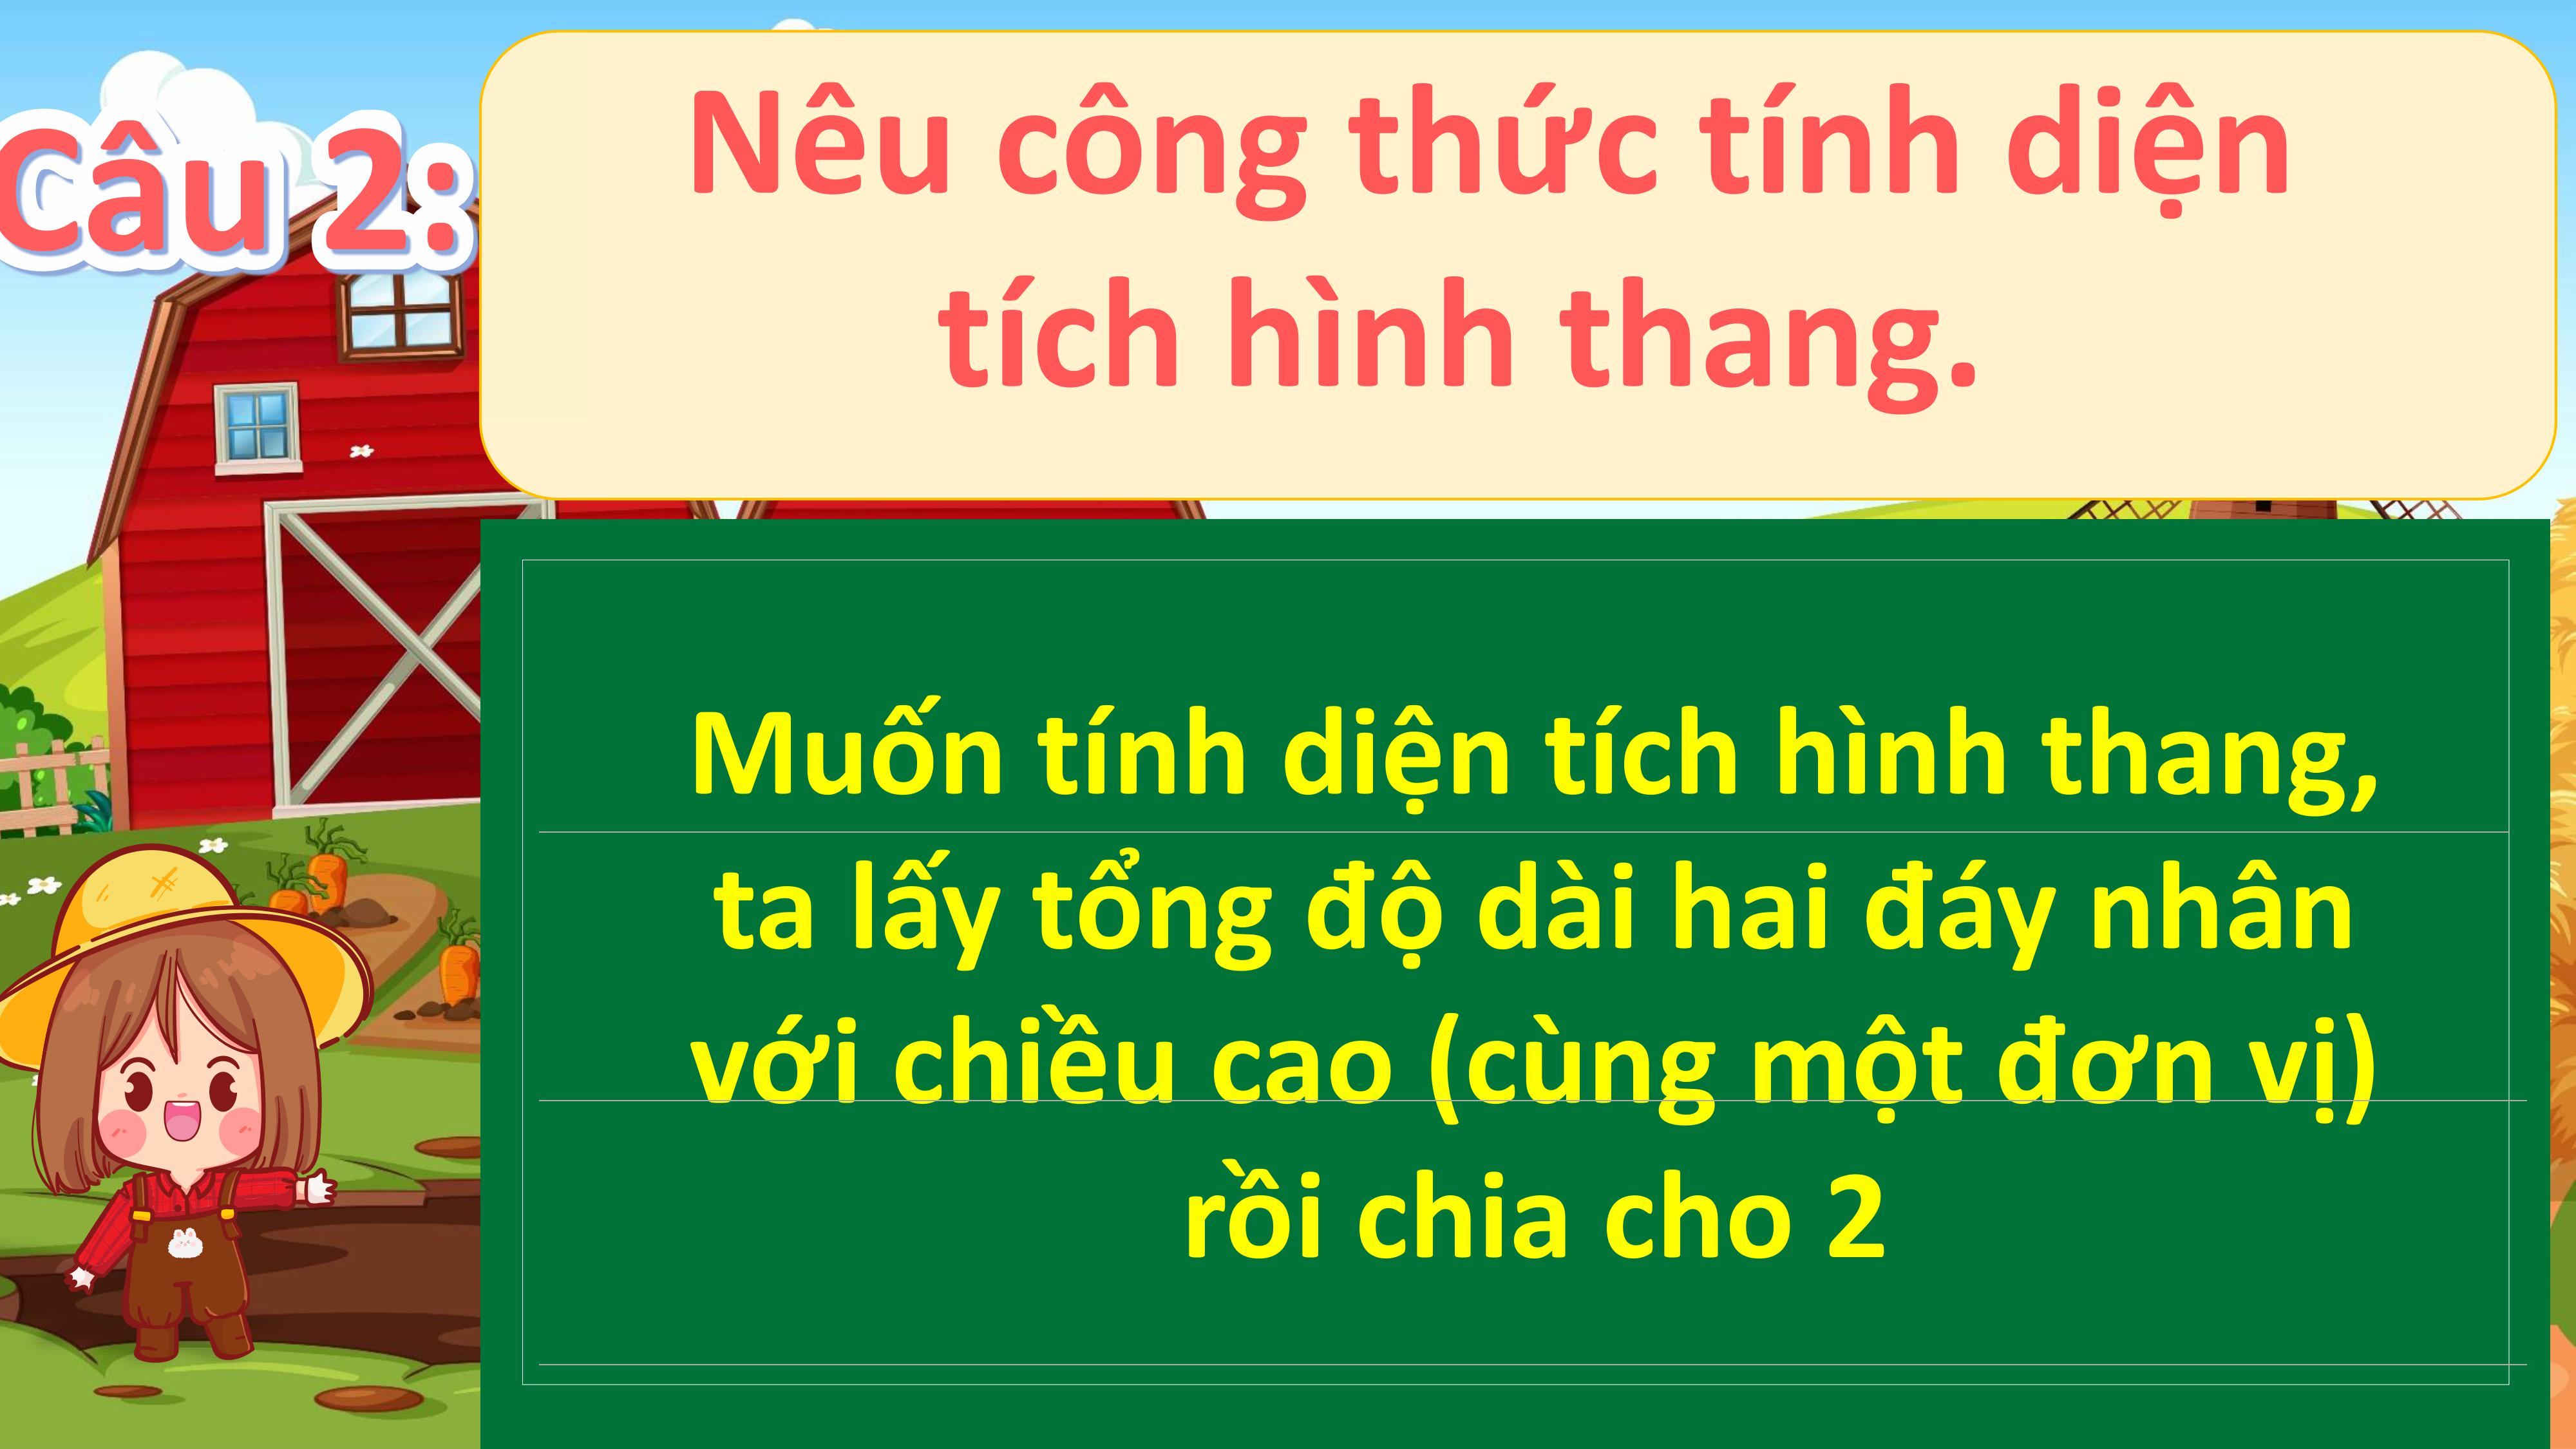 Câu 2:
Nêu công thức tính diện
tích hình thang.
Muốn tính diện tích hình thang,
ta lấy tổng độ dài hai đáy nhân
với chiều cao (cùng một đơn vị)
rồi chia cho 2